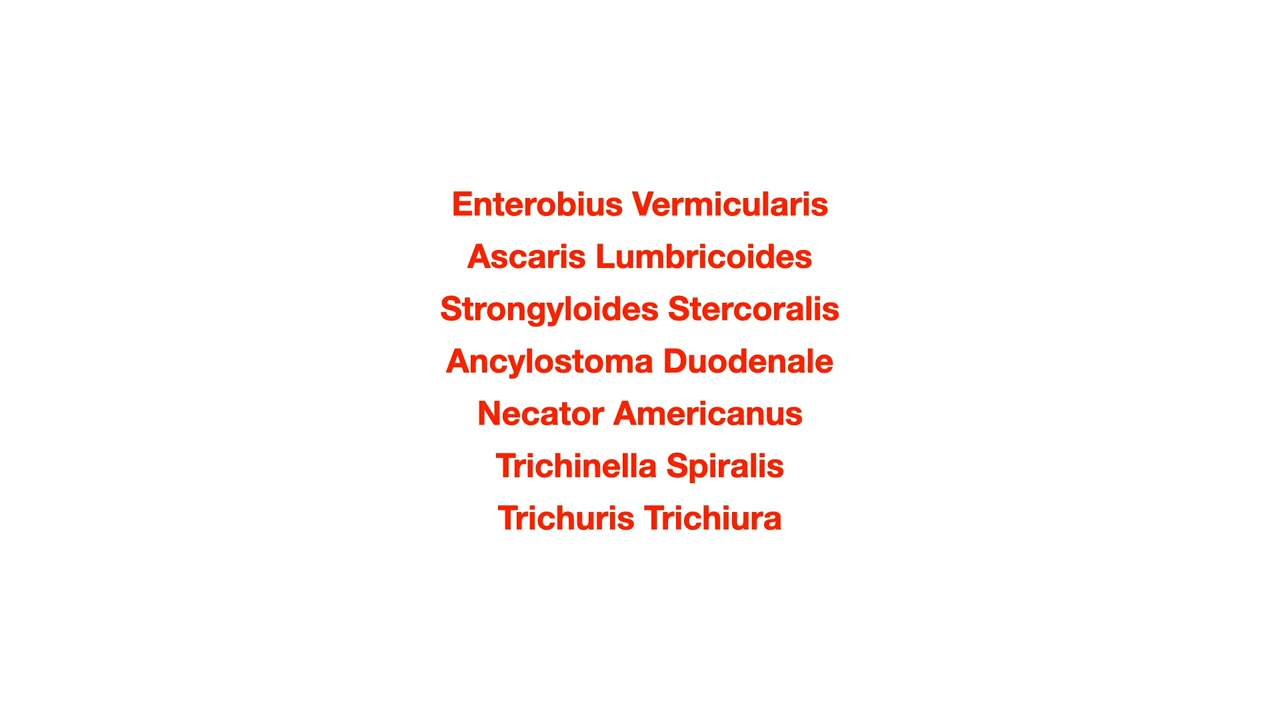 Enterobius Vermicularis
Ascaris Lumbricoides
Strongyloides Stercoralis
Ancylostoma Duodenale
Necator Americanus
Trichinella Spiralis
Trichuris Trichiura